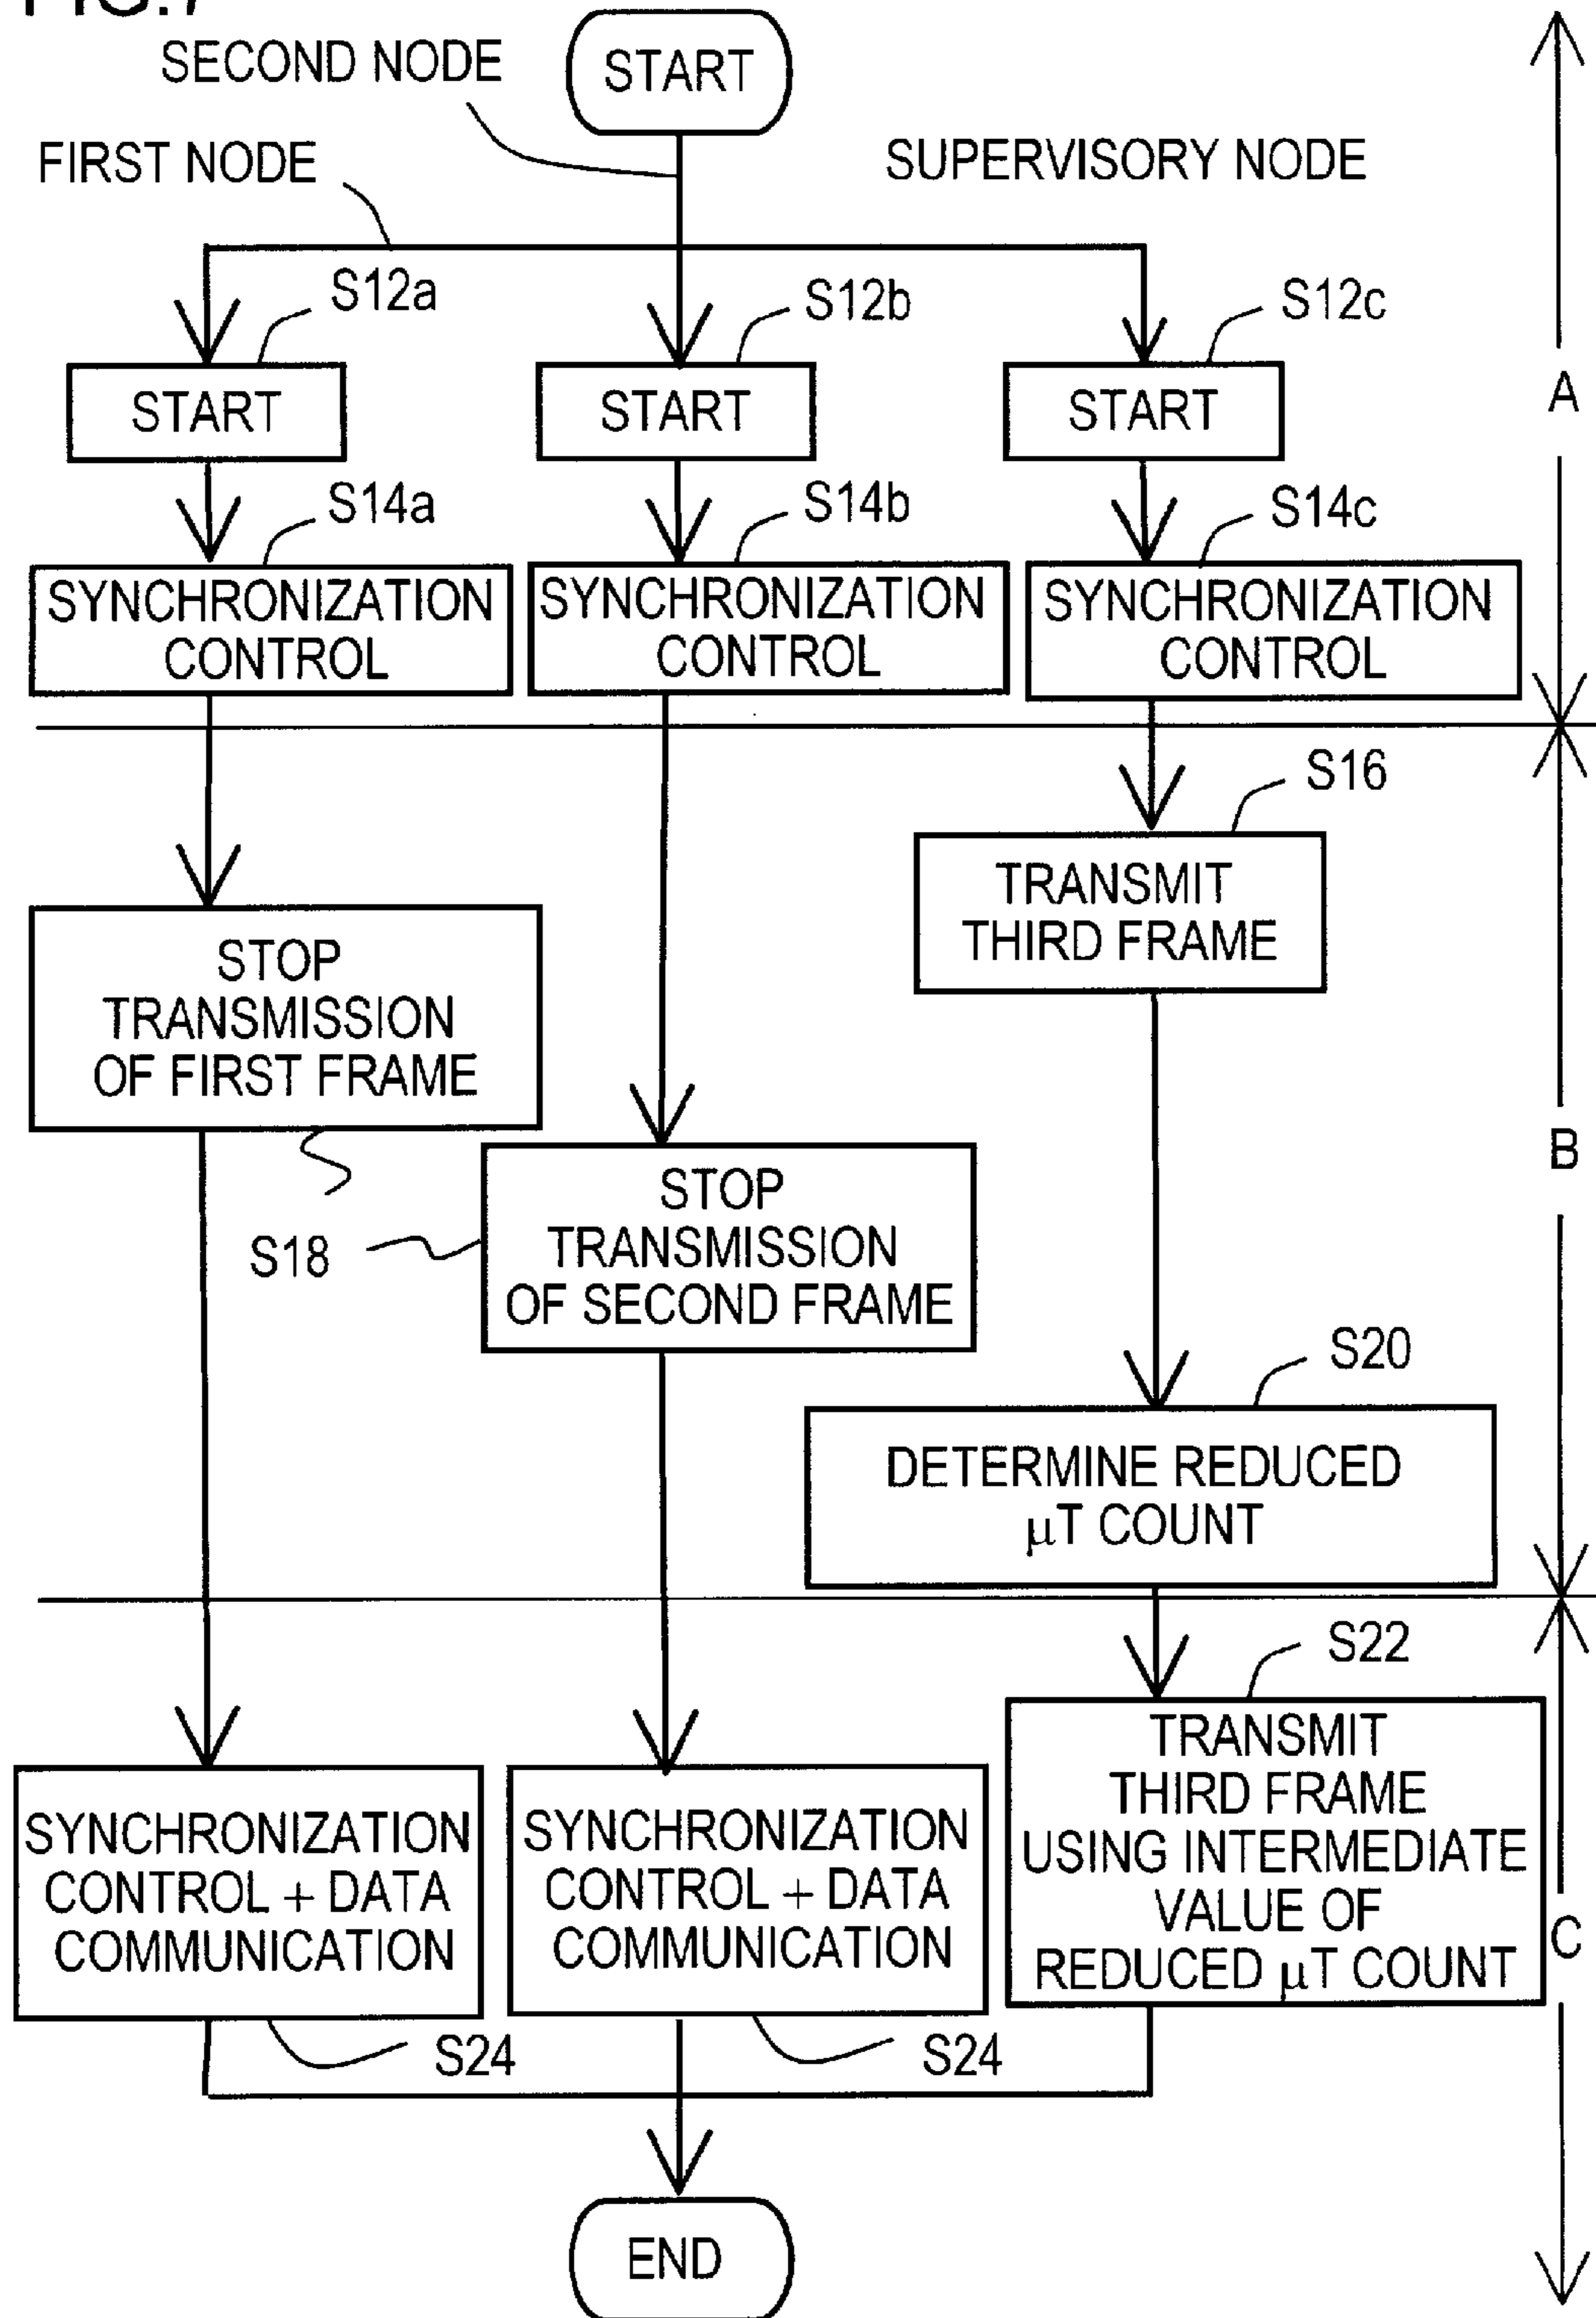 SECOND NODE
START
FIRST NODE
SUPERVISORY NODE
S12a
S12b
S12c
START
START
START
A
S14a
S14b
S14c
SYNCHRONIZATION
CONTROL
SYNCHRONIZATION
CONTROL
SYNCHRONIZATION
CONTROL
S16
TRANSMIT
THIRD FRAME
STOP
TRANSMISSION
OF FIRST FRAME
B
S18
STOP
TRANSMISSION
OF SECOND FRAME
S20
DETERMINE REDUCED
μT COUNT
S22
TRANSMIT
THIRD FRAME
USING INTERMEDIATE
VALUE OF
REDUCED μT COUNT
C
SYNCHRONIZATION
CONTROL + DATA
COMMUNICATION
SYNCHRONIZATION
CONTROL + DATA
COMMUNICATION
S24
S24
END